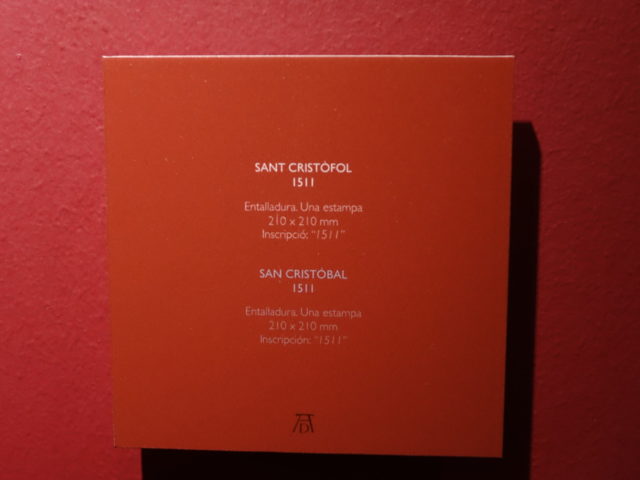 SANT CRISTÒFOL
1511
Entalladura. Una estampa
210 x 210 mm
Inscripció: “1511”
SAN CRISTÓBAL
1511
Entalladura. Una estampa
210 x 210 mm
Inscripción: “1511”
AD